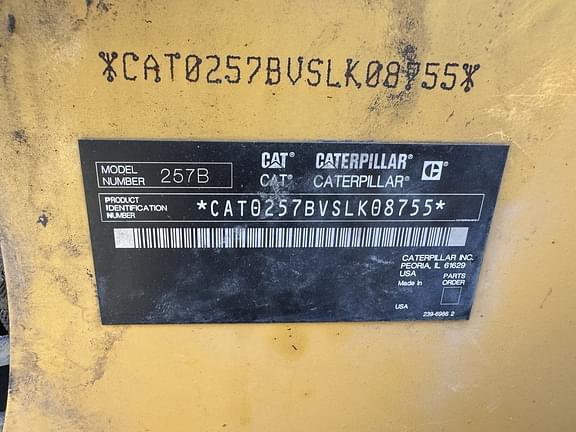 *CAT0257BVSLK08755*
MODEL NUMBER 257B
CAT® CATERPILLAR® C®
CAT® CATERPILLAR®
PRODUCT IDENTIFICATION NUMBER *CAT0257BVSLK08755*
CATERPILLAR INC.
PEORIA, IL 61629
USA
Made in
PARTS ORDER
USA
239-6986 2